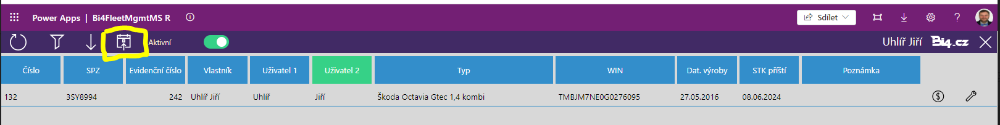 Power Apps | Bi4FleetMgmtMS R Sdílet ?
Aktivní Uhlíř Jiří Bi4.cz
Číslo SPZ Evidenční číslo Vlastník Uživatel 1 Uživatel 2 Typ WIN Dat. výroby STK příští Poznámka
132 3SY8994 242 Uhlíř Jiří Uhlíř Jiří Škoda Octavia Gtec 1,4 kombi TMBJM7NE0G0276095 27.05.2016 08.06.2024